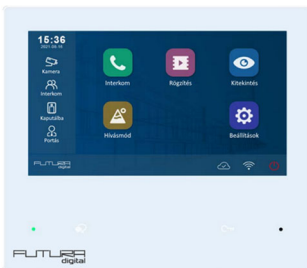 15:36
Kamera
Interkom
Kaputábla
Portás
Interkom
Rögzítés
Kitekintés
Hívásmód
Beállítások
FUTURA
digital
FUTURA
digital